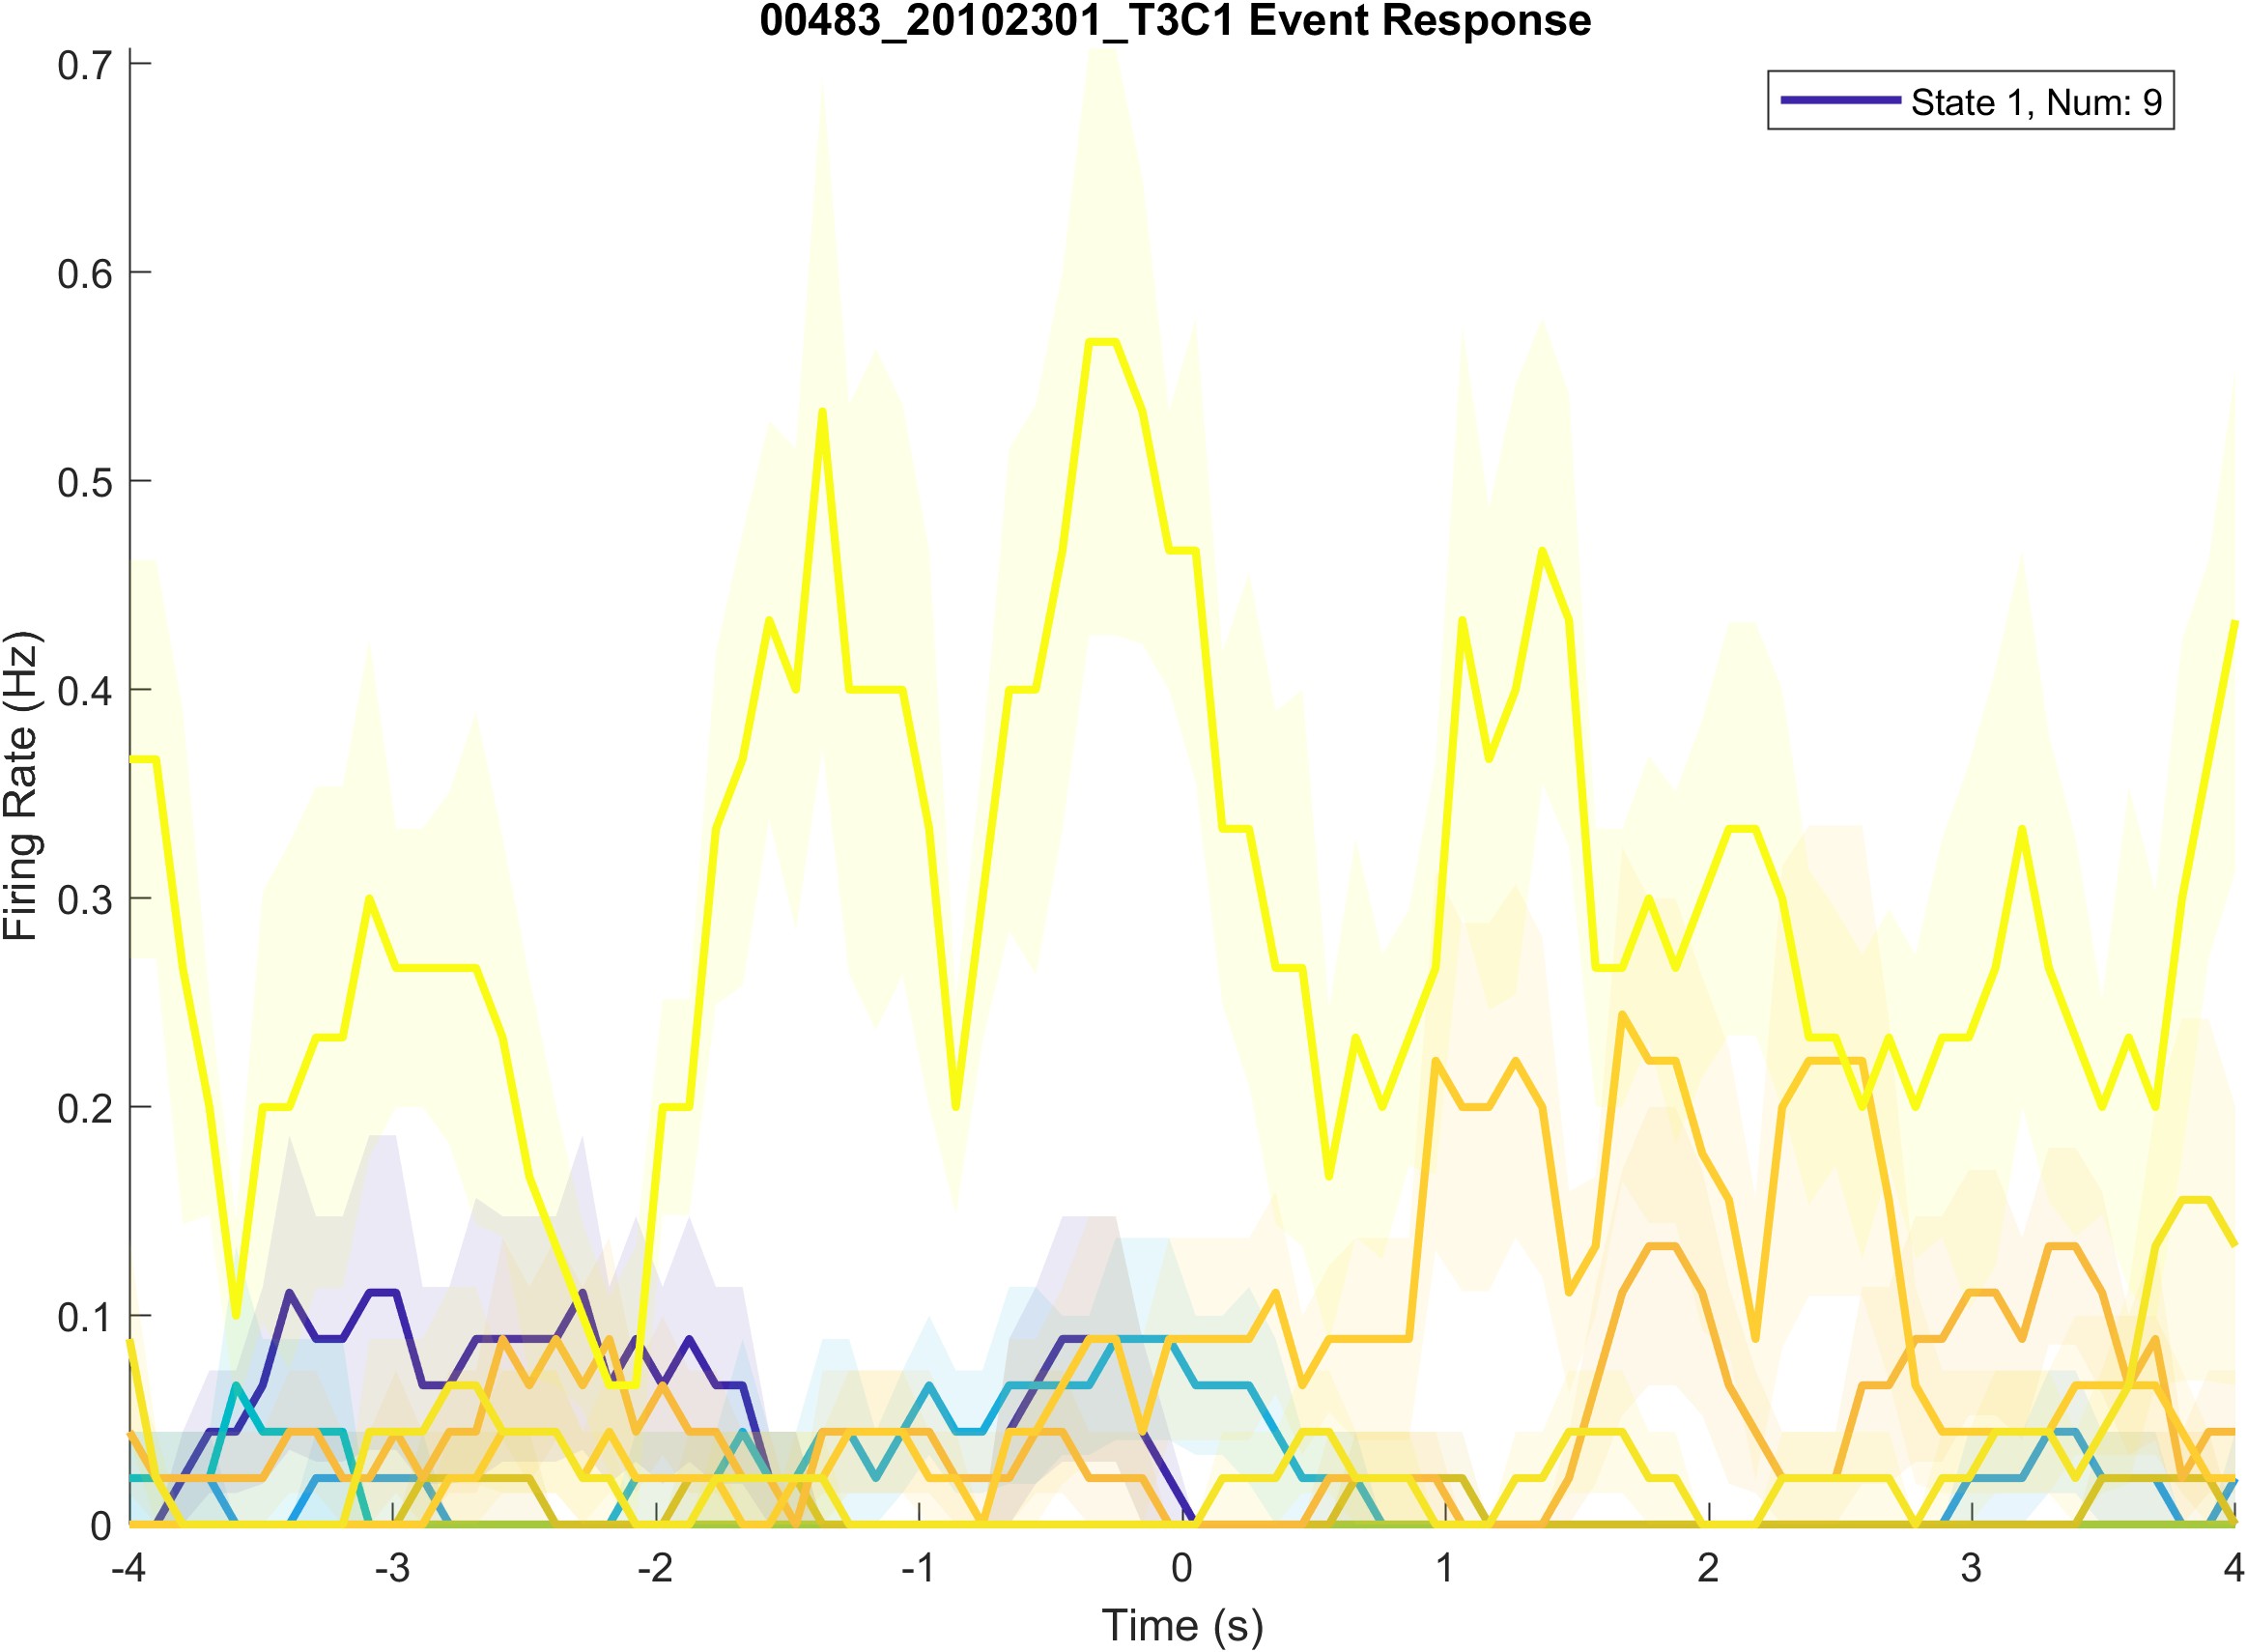 00483_20102301_T3C1 Event Response
State 1, Num: 9
0.7
0.6
0.5
0.4
0.3
0.2
0.1
0
Firing Rate (Hz)
-4 -3 -2 -1 0 1 2 3 4
Time (s)